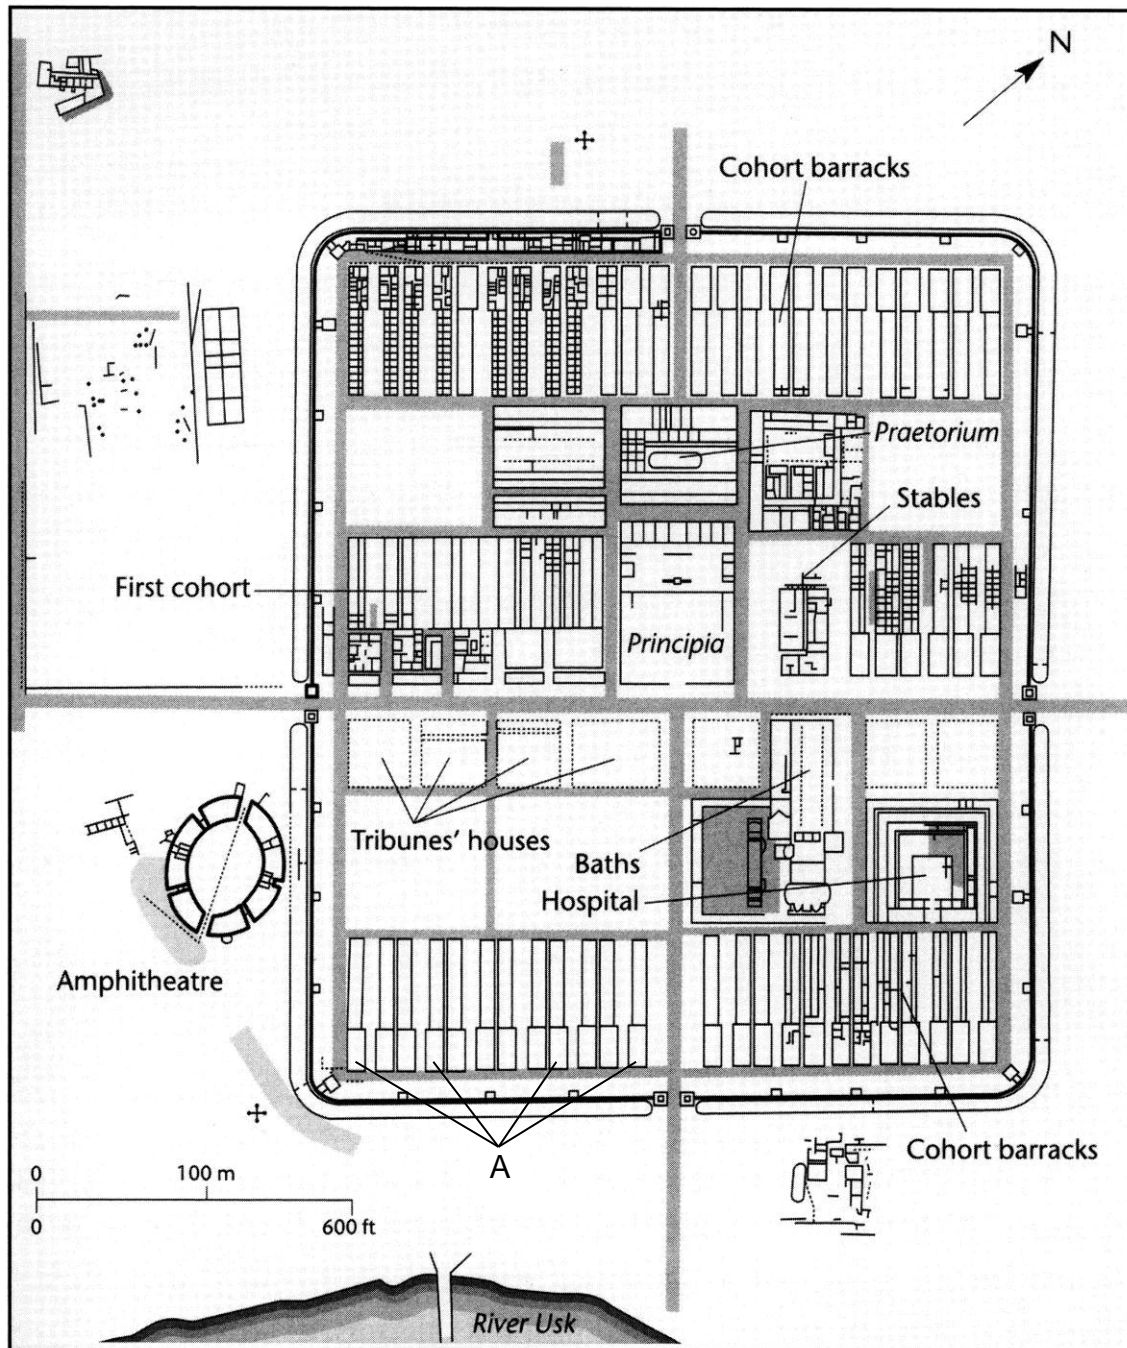 N
Cohort barracks
Praetorium
Stables
First cohort
Principia
Tribunes' houses
Baths
Hospital
Amphitheatre
Cohort barracks
A
0 100 m
0 600 ft
River Usk